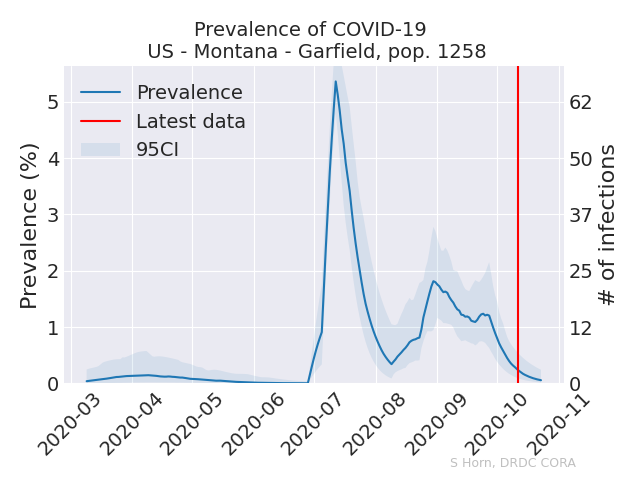 Prevalence of COVID-19
US - Montana - Garfield, pop. 1258
Prevalence
Latest data
95CI
Prevalence (%)
5
4
3
2
1
0
# of infections
62
50
37
25
12
0
2020-03
2020-04
2020-05
2020-06
2020-07
2020-08
2020-09
2020-10
2020-11
S Horn, DRDC CORA